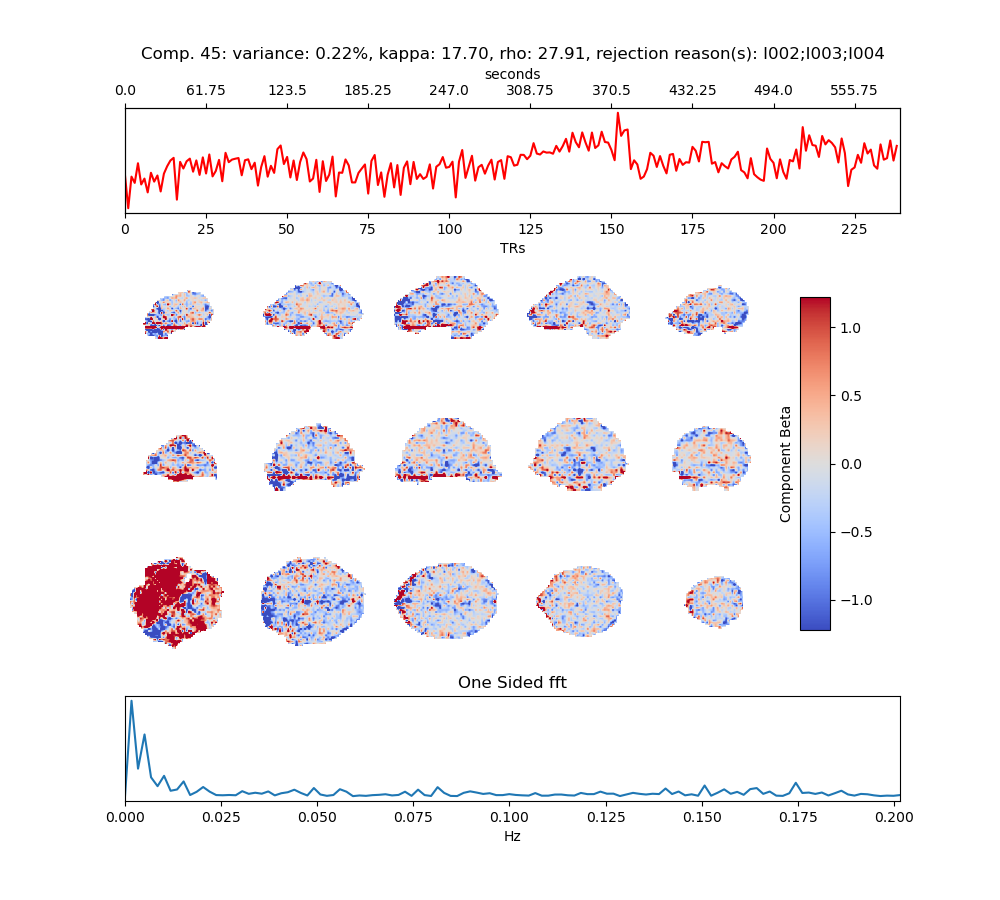 Comp. 45: variance: 0.22%, kappa: 17.70, rho: 27.91, rejection reason(s): I002;I003;I004
seconds
0.0 61.75 123.5 185.25 247.0 308.75 370.5 432.25 494.0 555.75
0 25 50 75 100 125 150 175 200 225
TRs
1.0
0.5
0.0
−0.5
−1.0
Component Beta
One Sided fft
0.000 0.025 0.050 0.075 0.100 0.125 0.150 0.175 0.200
Hz